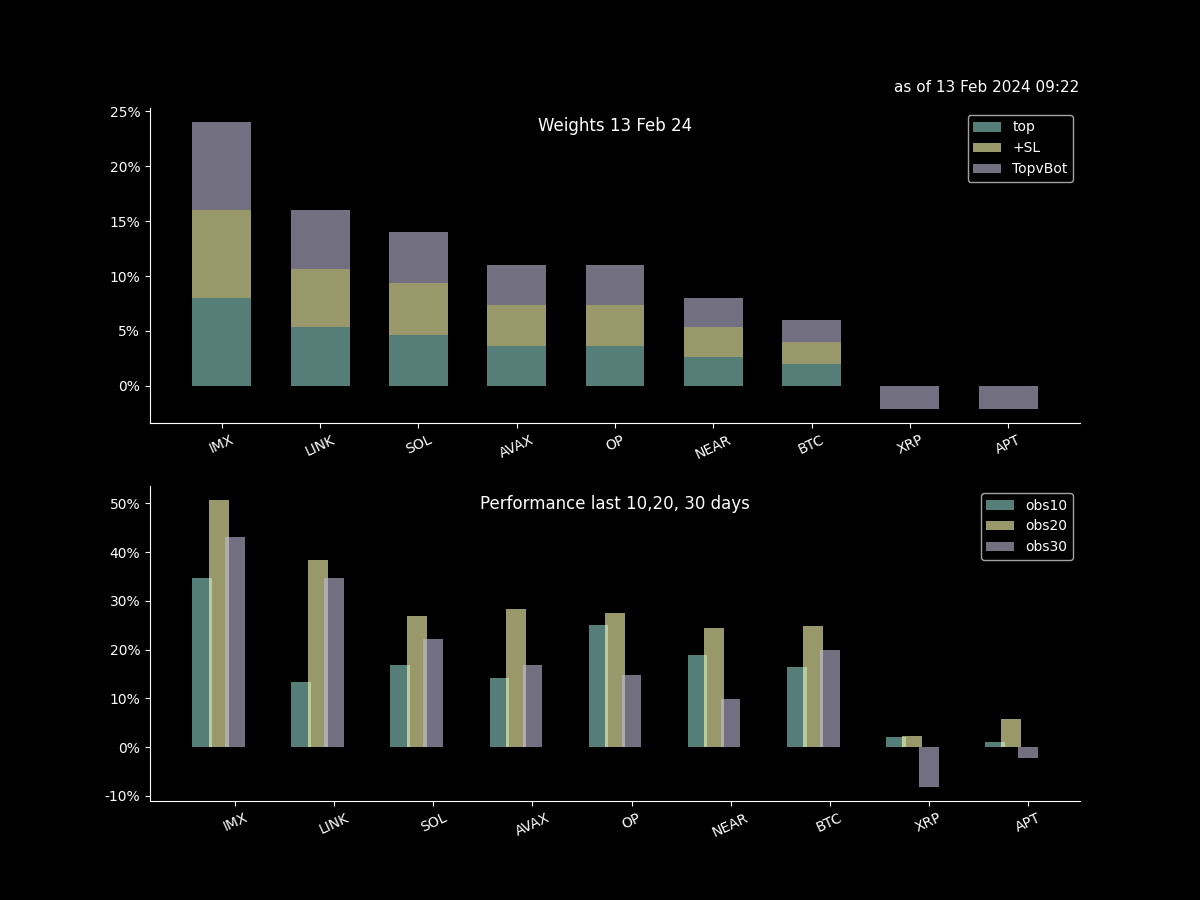 as of 13 Feb 2024 09:22
Weights 13 Feb 24
25%
20%
15%
10%
5%
0%
top
+SL
TopvBot
IMX LINK SOL AVAX OP NEAR BTC XRP APT
Performance last 10,20, 30 days
50%
40%
30%
20%
10%
0%
-10%
obs10
obs20
obs30
IMX LINK SOL AVAX OP NEAR BTC XRP APT